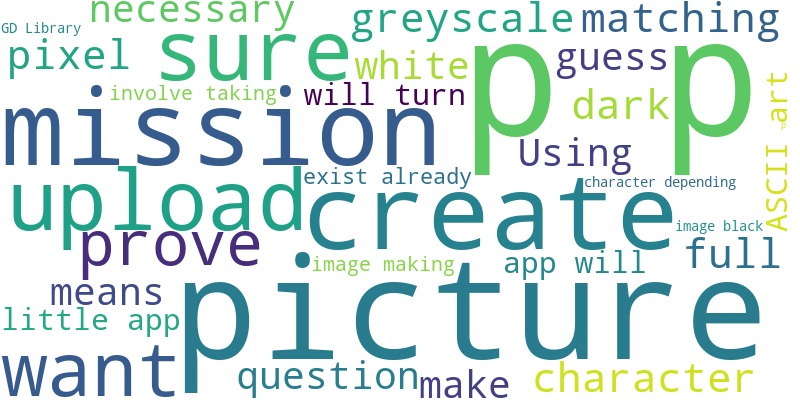 necessary
GD Library
greyscale
matching
pixel
sure
white
p p
guess
involve taking
will turn
dark
ASCII art
mission
Using
upload
exist already
character depending
create
image black
prove
image making
app will
full
means
picture
little app
want
question
make
character